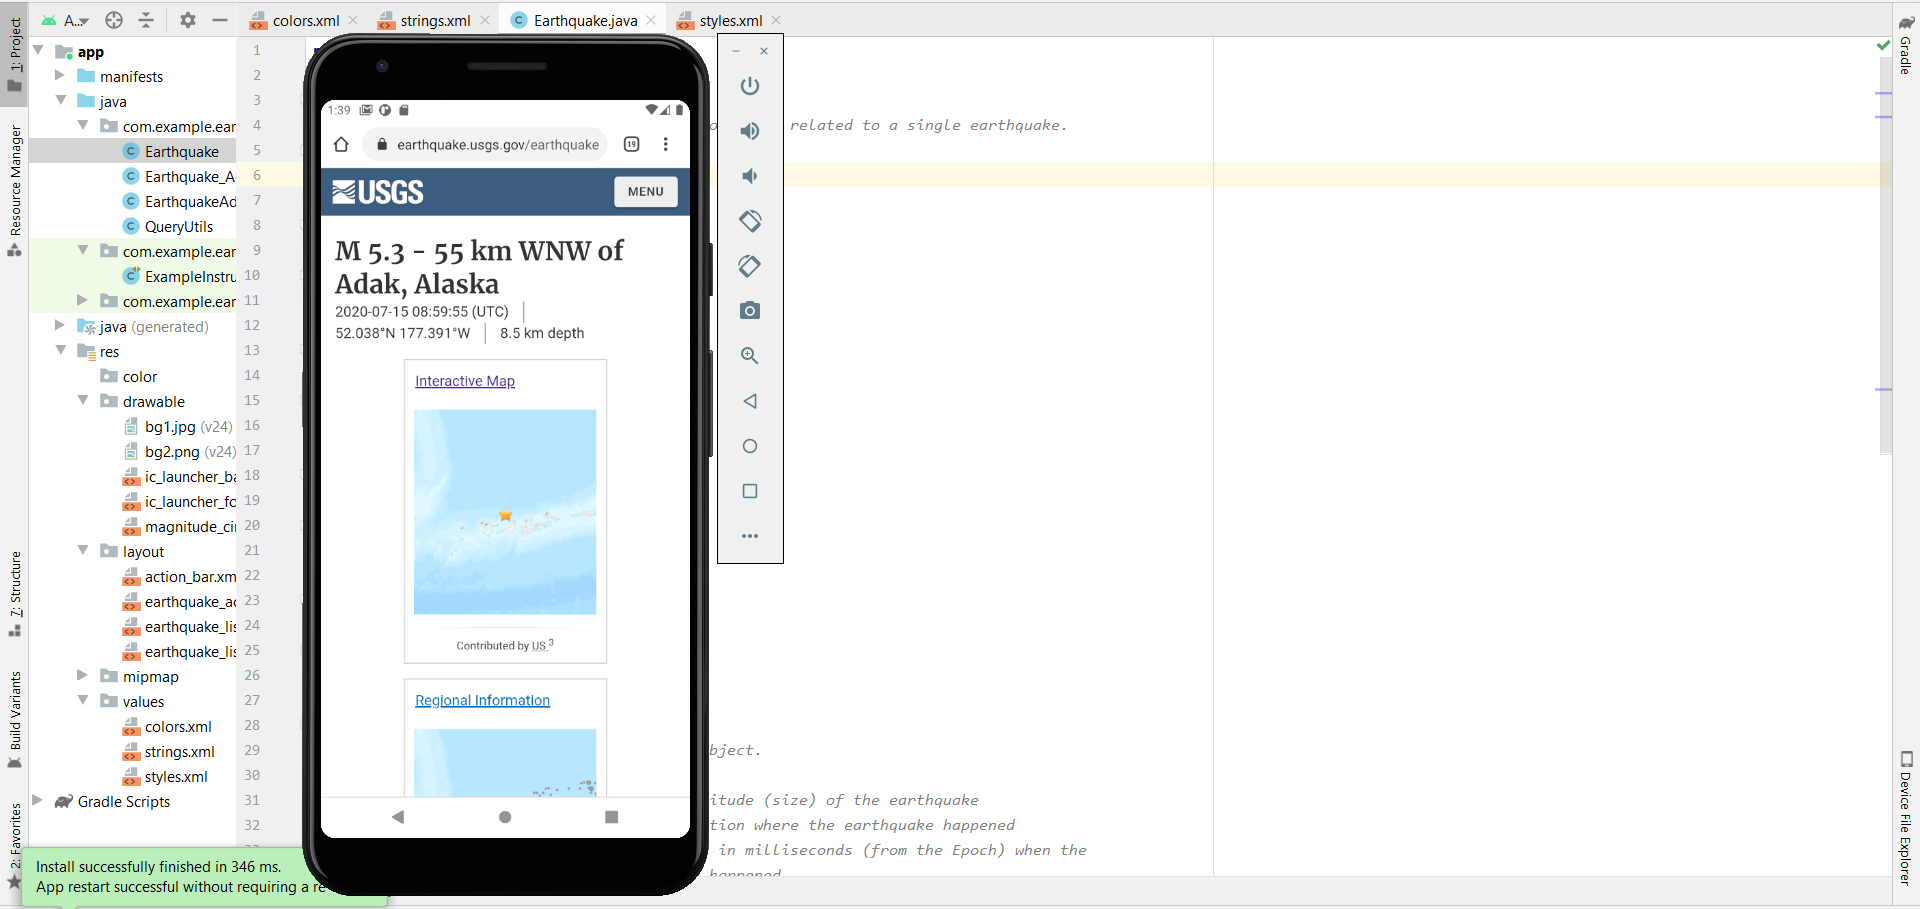 1: Project
Resource Manager
7: Structure
Build Variants
2: Favorites
A..
colors.xml
strings.xml
Earthquake.java
styles.xml
app
manifests
java
com.example.ear
Earthquake
Earthquake_A
EarthquakeAd
QueryUtils
com.example.ear
ExampleInstru
com.example.ear
java (generated)
res
color
drawable
bg1.jpg (v24)
bg2.png (v24)
ic_launcher_ba
ic_launcher_fo
magnitude_cir
layout
action_bar.xm
earthquake_ac
earthquake_lis
earthquake_lis
mipmap
values
colors.xml
strings.xml
styles.xml
Gradle Scripts
Install successfully finished in 346 ms.
App restart successful without requiring a re
1
2
3
4
5
6
7
8
9
10
11
12
13
14
15
16
17
18
19
20
21
22
23
24
25
26
27
28
29
30
31
32
1:39
earthquake.usgs.gov/earthquake
19
USGS
MENU
M 5.3 - 55 km WNW of
Adak, Alaska
2020-07-15 08:59:55 (UTC)
52.038°N 177.391°W
8.5 km depth
Interactive Map
Contributed by US 3
Regional Information
related to a single earthquake.
bject.
itude (size) of the earthquake
tion where the earthquake happened
in milliseconds (from the Epoch) when the
happened
Gradle
Device File Explorer